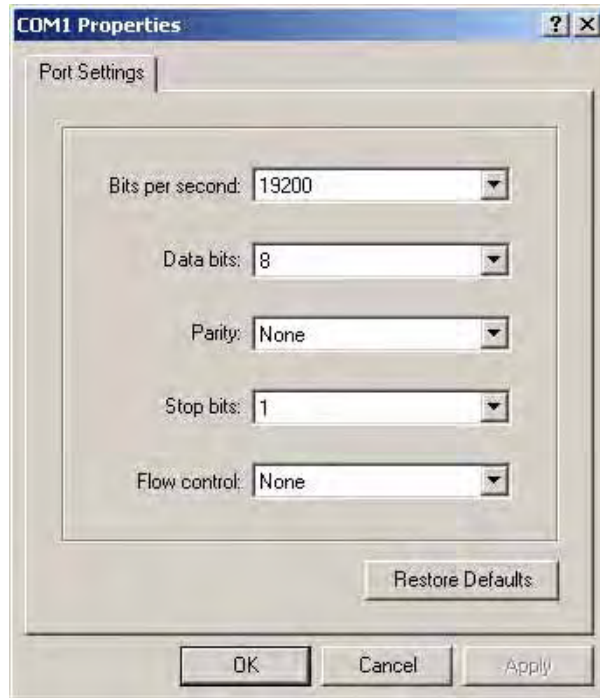 COM1 Properties
Port Settings
Bits per second: 19200
Data bits: 8
Parity: None
Stop bits: 1
Flow control: None
Restore Defaults
OK Cancel Apply